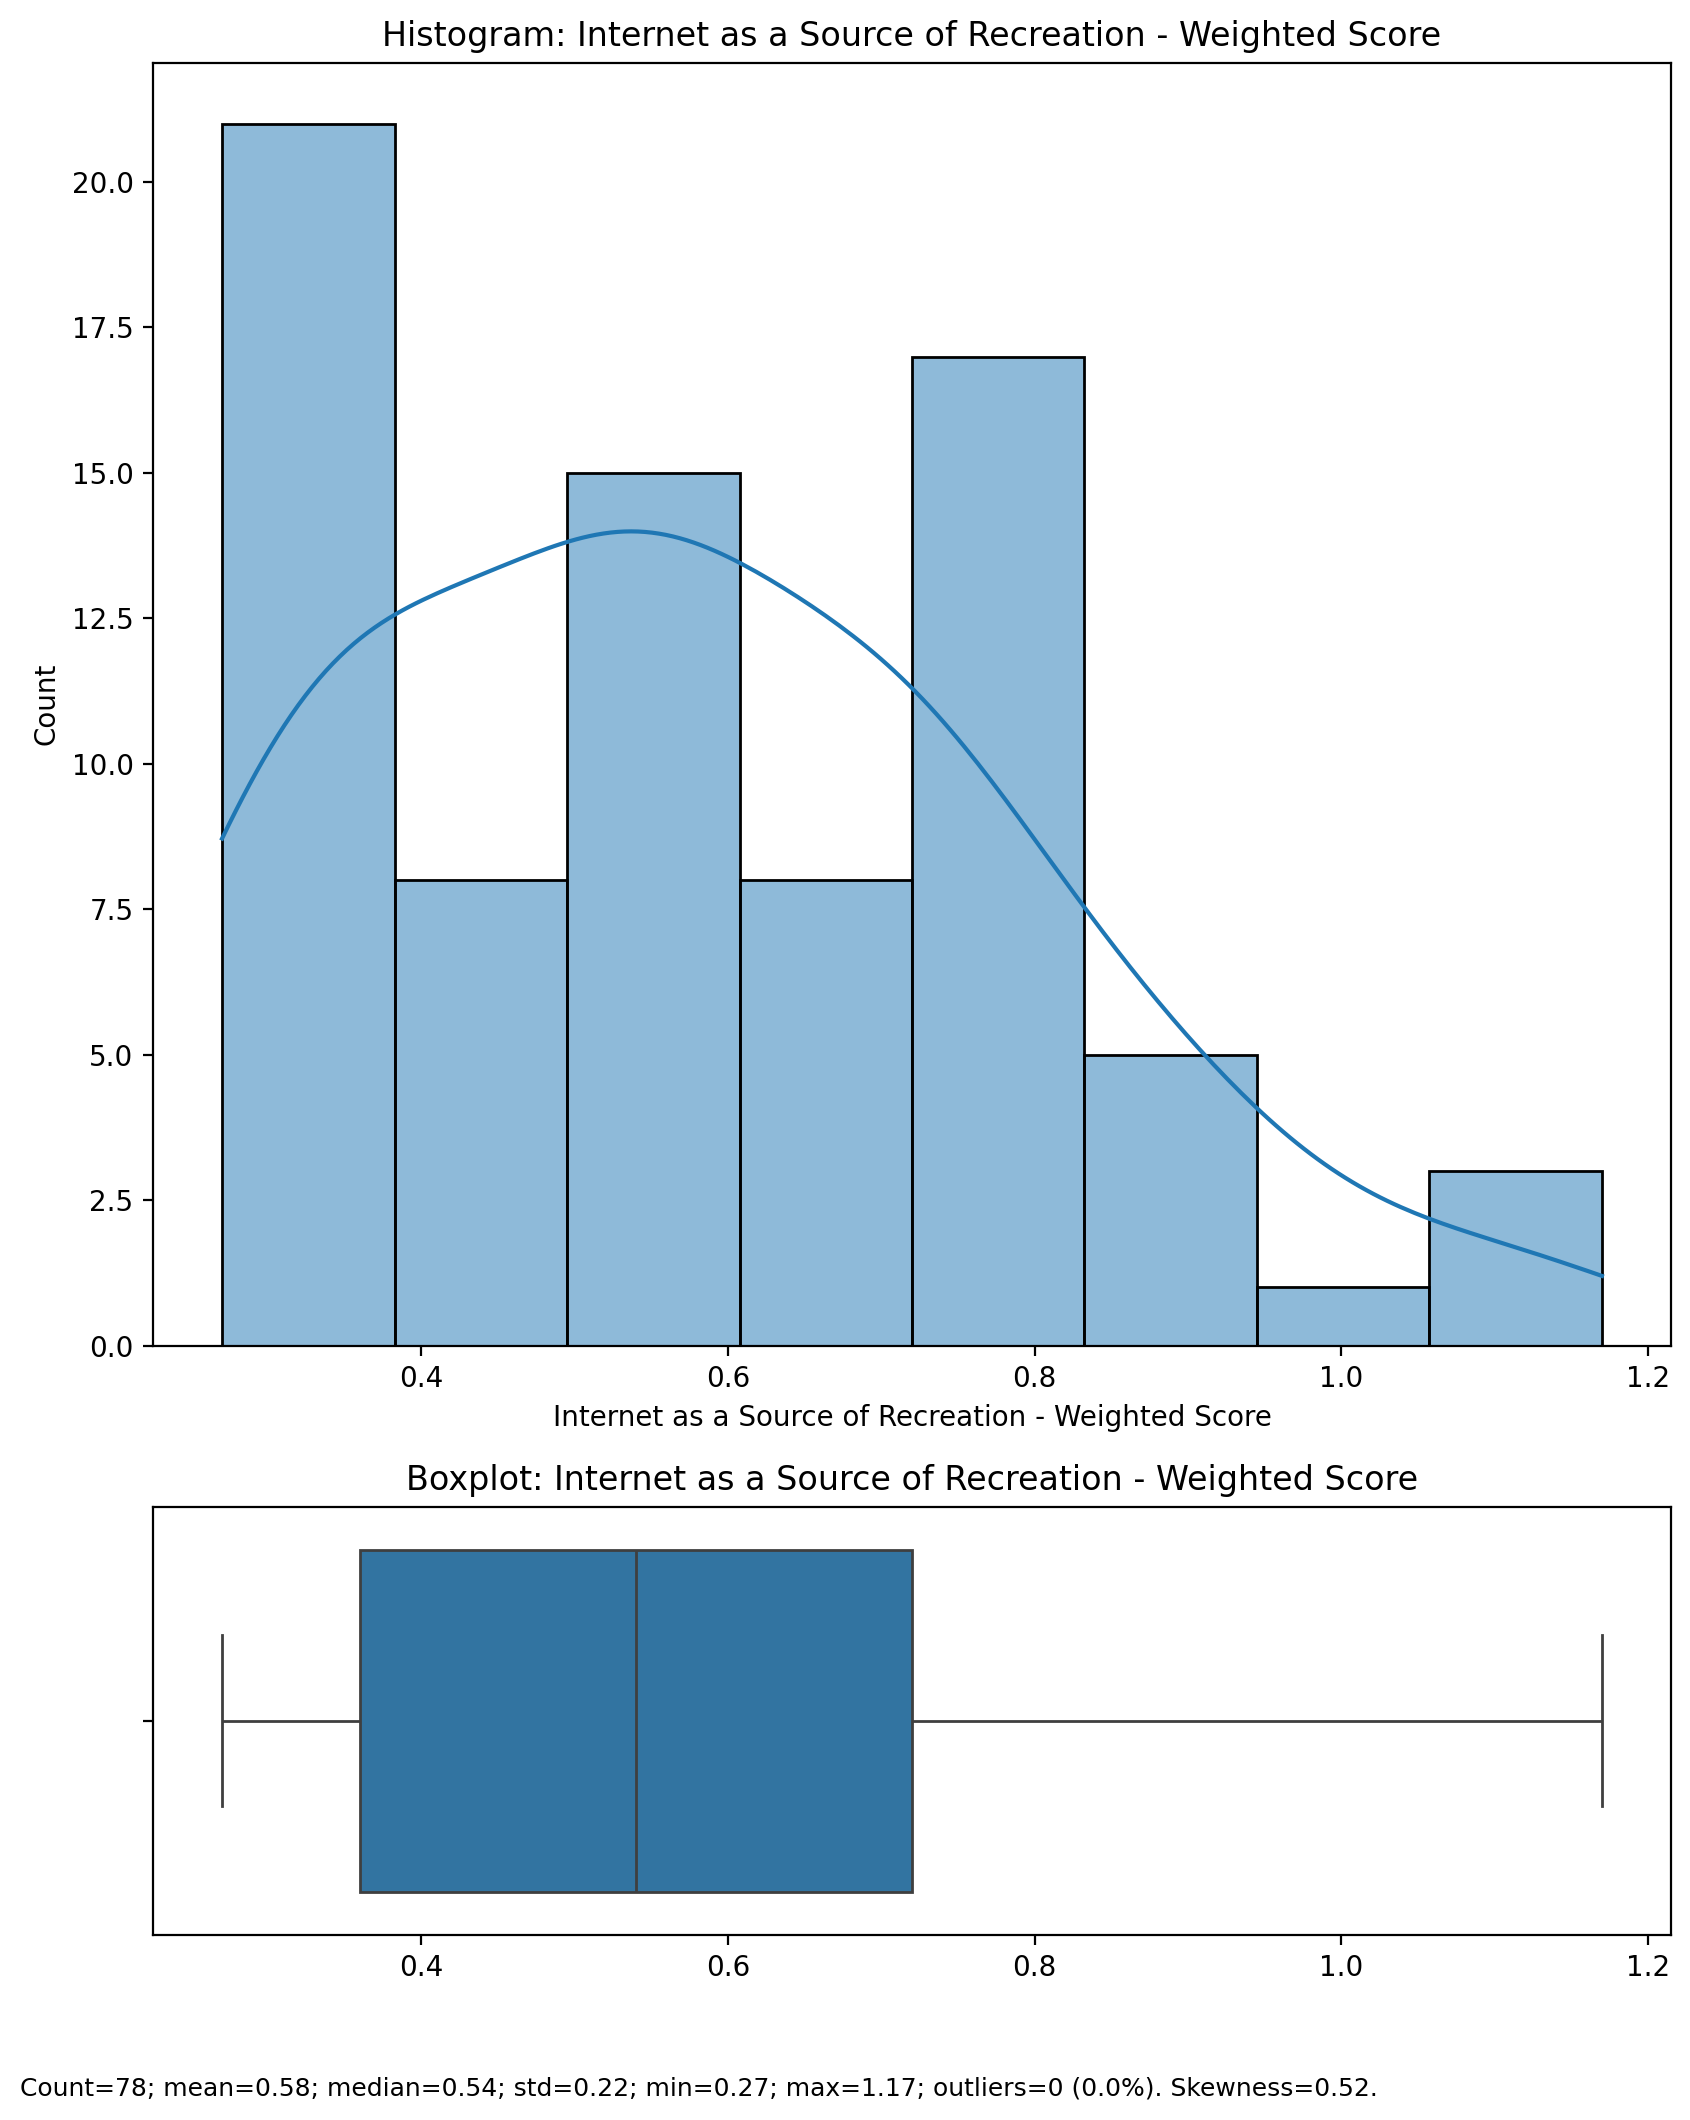 Histogram: Internet as a Source of Recreation - Weighted Score
20.0
17.5
15.0
12.5
10.0
7.5
5.0
2.5
0.0
Count
0.4 0.6 0.8 1.0 1.2
Internet as a Source of Recreation - Weighted Score
Boxplot: Internet as a Source of Recreation - Weighted Score
0.4 0.6 0.8 1.0 1.2
Count=78; mean=0.58; median=0.54; std=0.22; min=0.27; max=1.17; outliers=0 (0.0%). Skewness=0.52.